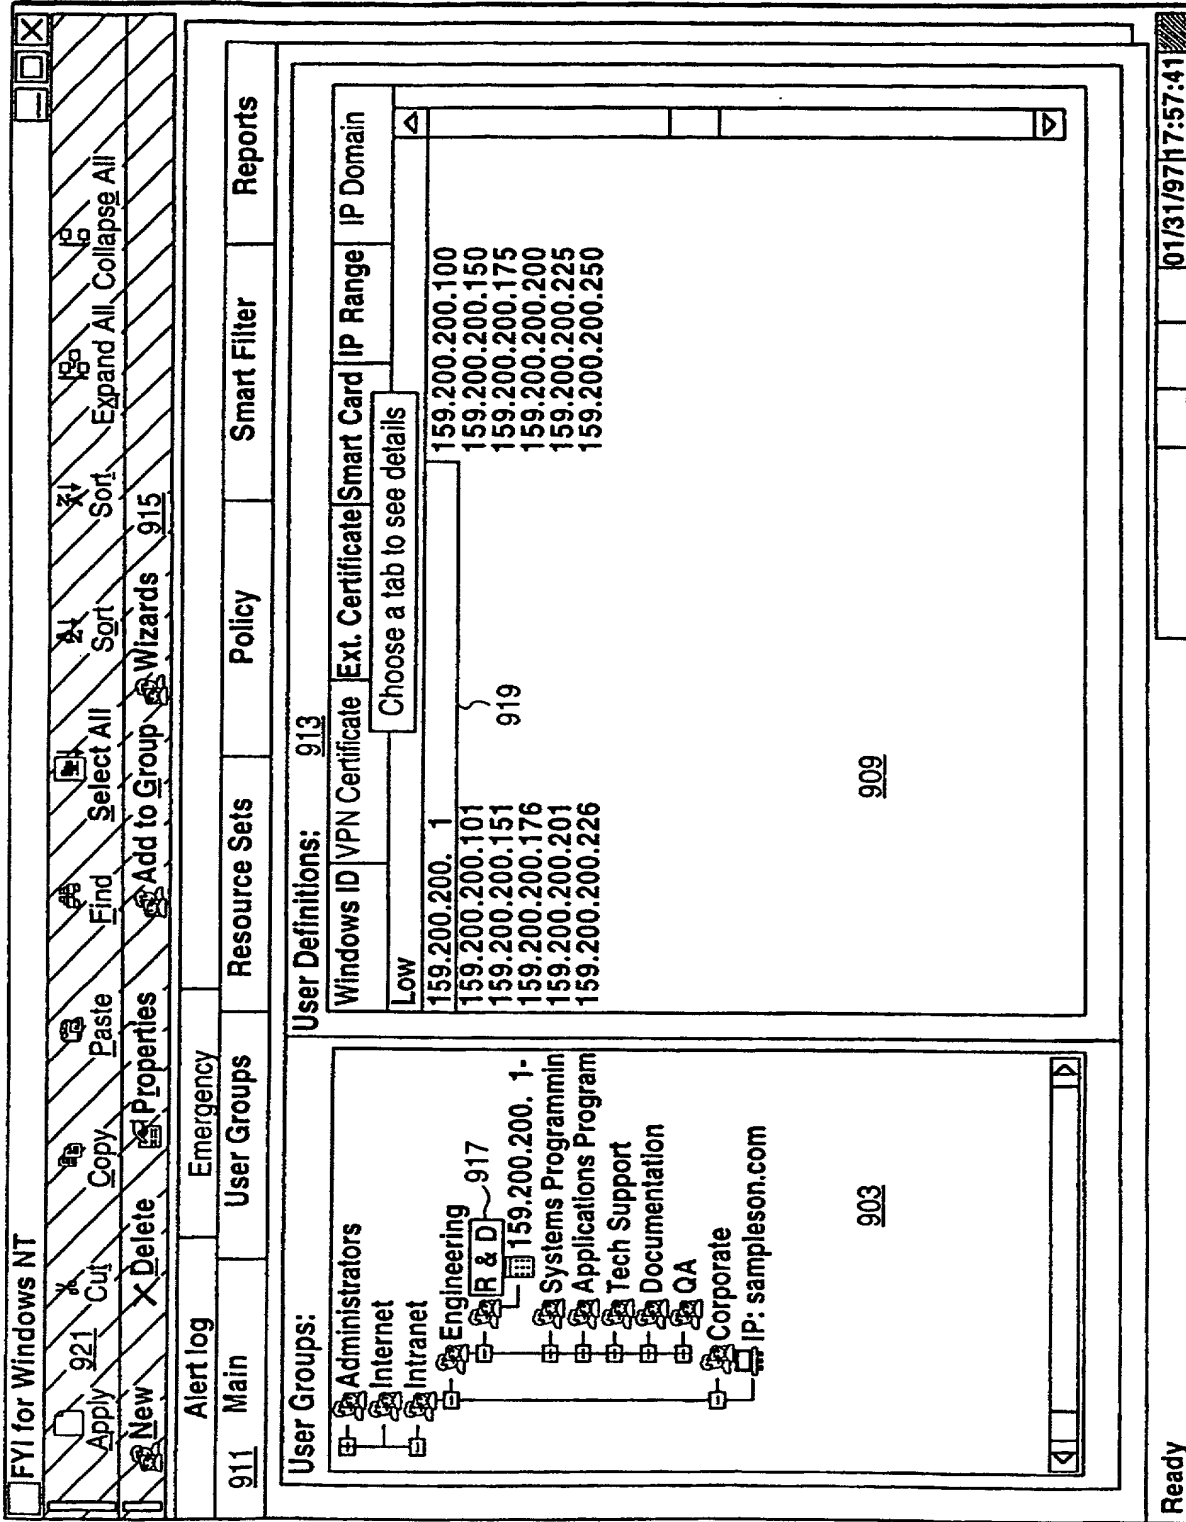 FYI for Windows NT
Apply 921 Cut Copy Paste Find Select All Sort Sort Expand All Collapse All
New Delete Properties Add to Group Wizards 915
Alert log Emergency
911 Main User Groups Resource Sets Policy Smart Filter Reports
User Groups:
Administrators
Internet
Intranet
Engineering
R & D 917
159.200.200. 1-
Systems Programmin
Applications Program
Tech Support
Documentation
QA
Corporate
IP: sampleson.com
903
User Definitions: 913
Windows ID VPN Certificate Ext. Certificate Smart Card IP Range IP Domain
Choose a tab to see details
Low
159.200.200. 1 159.200.200.100
159.200.200.101 159.200.200.150
159.200.200.151 159.200.200.175
159.200.200.176 159.200.200.200
159.200.200.201 159.200.200.225
159.200.200.226 159.200.200.250
919
909
Ready 01/31/97 17:57:41